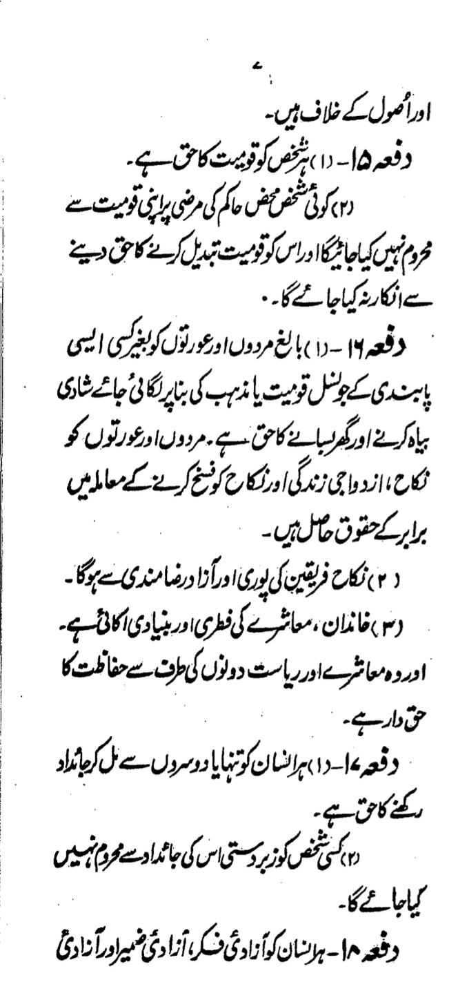 ۷
اور اُصول کے خلاف ہیں۔
دفعہ ۱۵۔ (۱) ہر شخص کو قومیت کا حق ہے۔
(۲) کوئی شخص محض حاکم کی مرضی پر اپنی قومیت سے
محروم نہیں کیا جائیگا اور اس کو قومیت تبدیل کرنے کا حق دینے
سے انکار نہ کیا جائے گا۔
دفعہ ۱۶۔ (۱) بالغ مردوں اور عورتوں کو بغیر کسی ایسی
پابندی کے جو نسل قومیت یا مذہب کی بنا پر لگائی جائے شادی
بیاہ کرنے اور گھر بسانے کا حق ہے۔ مردوں اور عورتوں کو
نکاح، ازدواجی زندگی اور نکاح کو فسخ کرنے کے معاملہ میں
برابر کے حقوق حاصل ہیں۔
(۲) نکاح فریقین کی پوری اور آزاد رضامندی سے ہوگا۔
(۳) خاندان، معاشرے کی فطری اور بنیادی اکائی ہے۔
اور وہ معاشرے اور ریاست دونوں کی طرف سے حفاظت کا
حق دار ہے۔
دفعہ ۱۷۔ (۱) ہر انسان کو تنہا یا دوسروں سے مل کر جائداد
رکھنے کا حق ہے۔
(۲) کسی شخص کو زبردستی اس کی جائداد سے محروم نہیں
کیا جائے گا۔
دفعہ ۱۸۔ ہر انسان کو آزادئ فکر، آزادئ ضمیر اور آزادئ